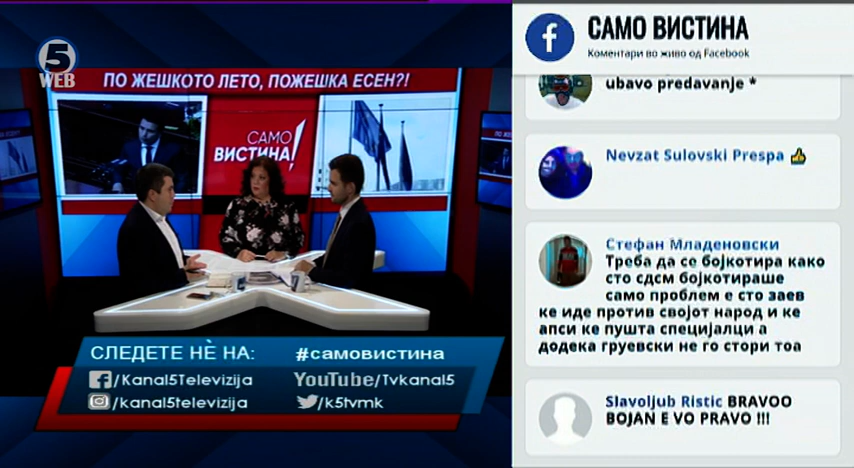 5
WEB
ПО ЖЕШКОТО ЛЕТО, ПОЖЕШКА ЕСЕН?!
САМО
ВИСТИНА!
СЛЕДЕТЕ НЀ НА: #самовистина
/Kanal5Televizija YouTube/Tvkanal5
/kanal5televizija /k5tvmk
САМО ВИСТИНА
Коментари во живо од Facebook
ubavo predavanje *
Nevzat Sulovski Prespa 👍
Стефан Младеновски
Треба да се бојкотира како
сто сдсм бојкотираше
само проблем е сто заев
ке иде против својот народ и ке
апси ке пушта специјалци а
додека груевски не го стори тоа
Slavoljub Ristic BRAVOO
BOJAN E VO PRAVO !!!